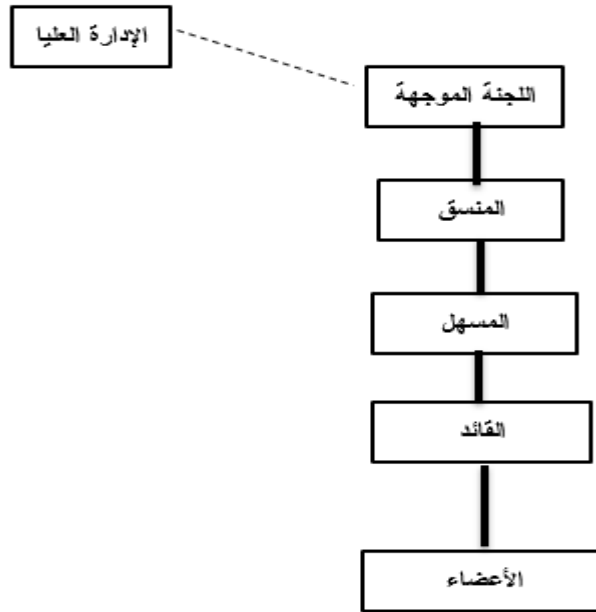 الإدارة العليا
اللجنة الموجهة
المنسق
المسهل
القائد
الأعضاء